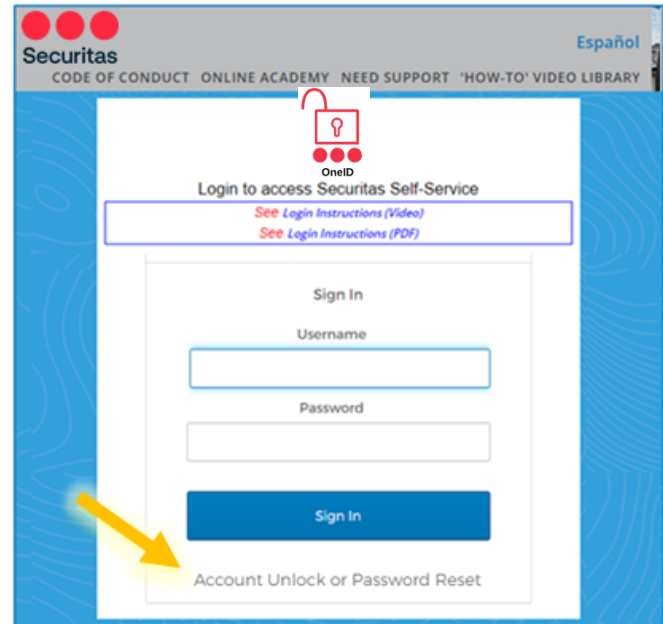 Securitas
Español
CODE OF CONDUCT ONLINE ACADEMY NEED SUPPORT 'HOW-TO' VIDEO LIBRARY
OneID
Login to access Securitas Self-Service
See Login Instructions (Video)
See Login Instructions (PDF)
Sign In
Username
Password
Sign In
Account Unlock or Password Reset